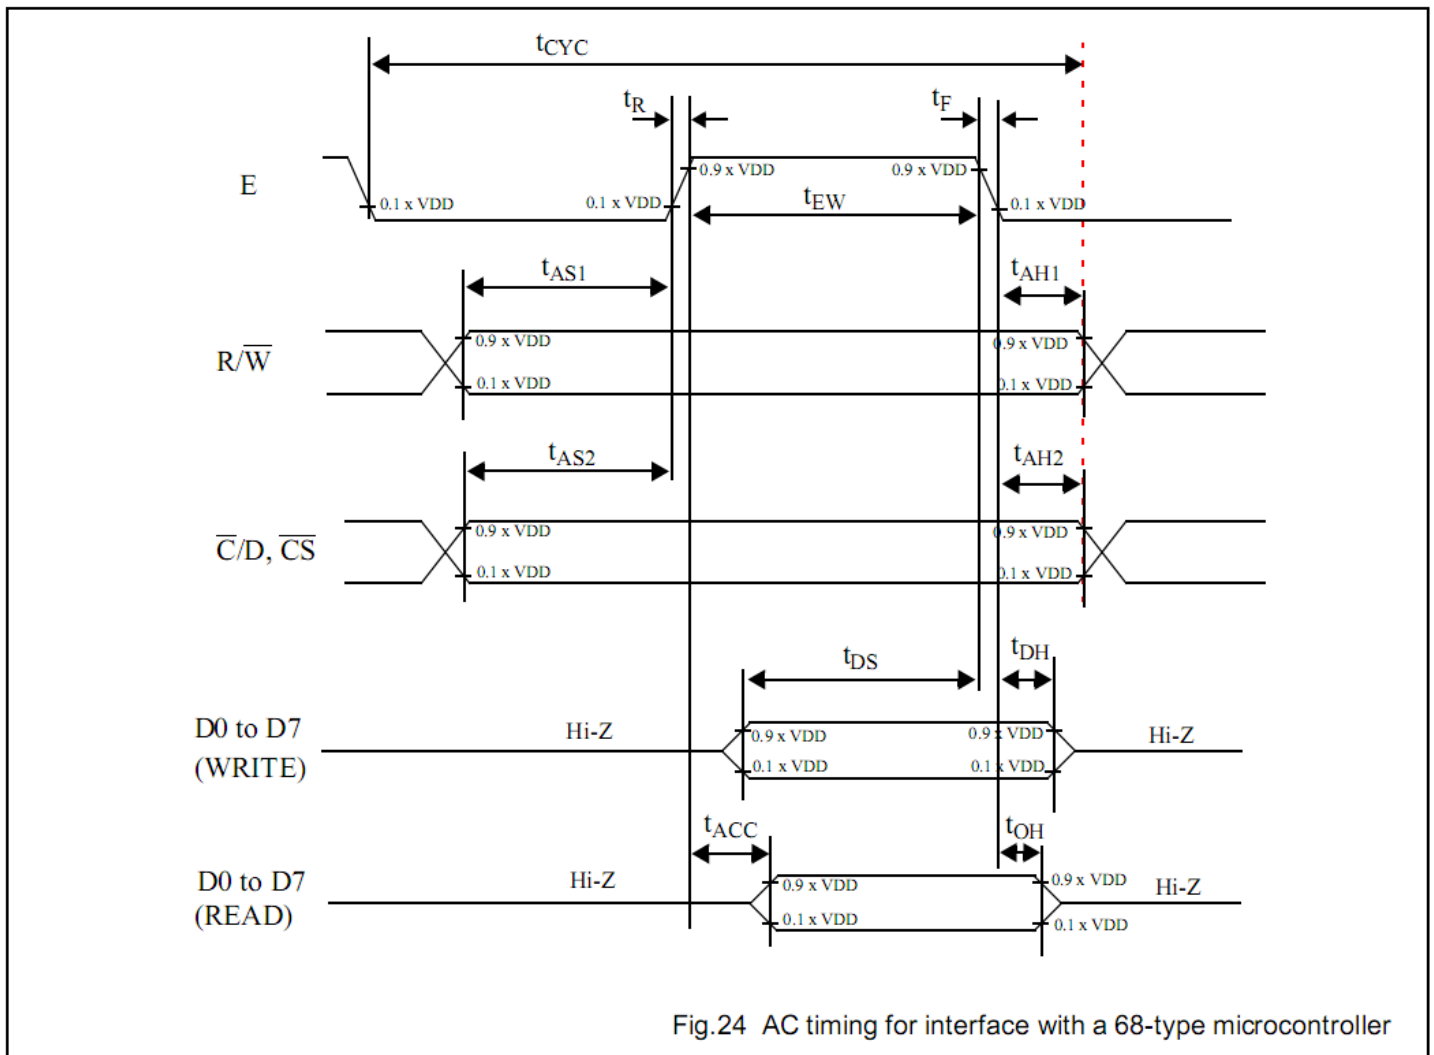 tCYC
tR
tF
E
0.9 x VDD
0.9 x VDD
0.1 x VDD
0.1 x VDD
tEW
0.1 x VDD
tAS1
tAH1
R/W̅
0.9 x VDD
0.9 x VDD
0.1 x VDD
0.1 x VDD
tAS2
tAH2
C̅/D, C̅S̅
0.9 x VDD
0.9 x VDD
0.1 x VDD
0.1 x VDD
tDS
tDH
D0 to D7
(WRITE)
Hi-Z
0.9 x VDD
0.9 x VDD
Hi-Z
0.1 x VDD
0.1 x VDD
tACC
tOH
D0 to D7
(READ)
Hi-Z
0.9 x VDD
0.9 x VDD
Hi-Z
0.1 x VDD
0.1 x VDD
Fig.24 AC timing for interface with a 68-type microcontroller